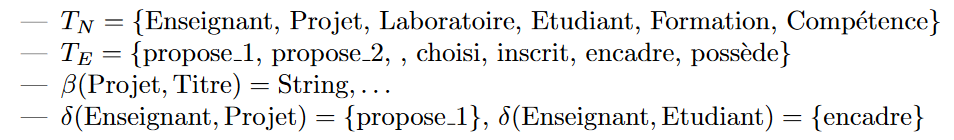 — T_N = {Enseignant, Projet, Laboratoire, Etudiant, Formation, Compétence}
— T_E = {propose_1, propose_2, , choisi, inscrit, encadre, possède}
— β(Projet, Titre) = String, ...
— δ(Enseignant, Projet) = {propose_1}, δ(Enseignant, Etudiant) = {encadre}